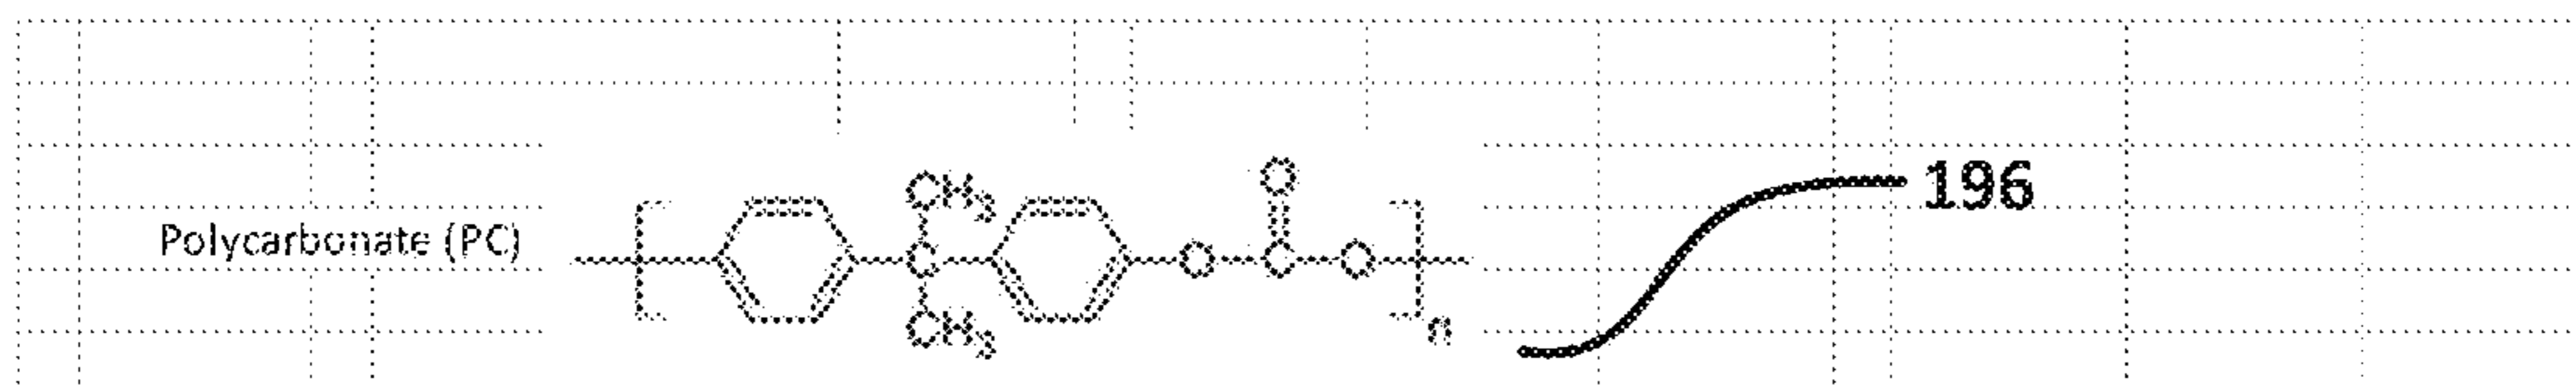 Polycarbonate (PC)
CH3
C
CH3
O
O
C
O
n
196